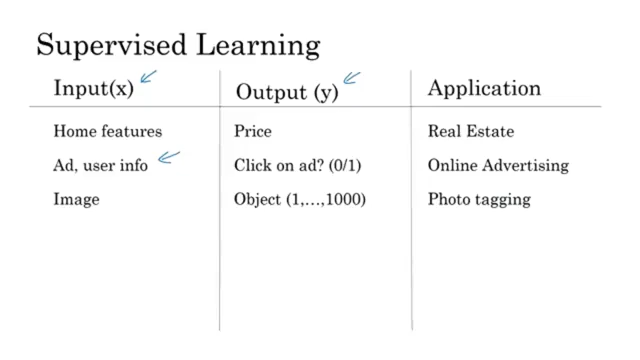 Supervised Learning
Input(x) Output (y) Application
Home features Price Real Estate
Ad, user info Click on ad? (0/1) Online Advertising
Image Object (1,...,1000) Photo tagging